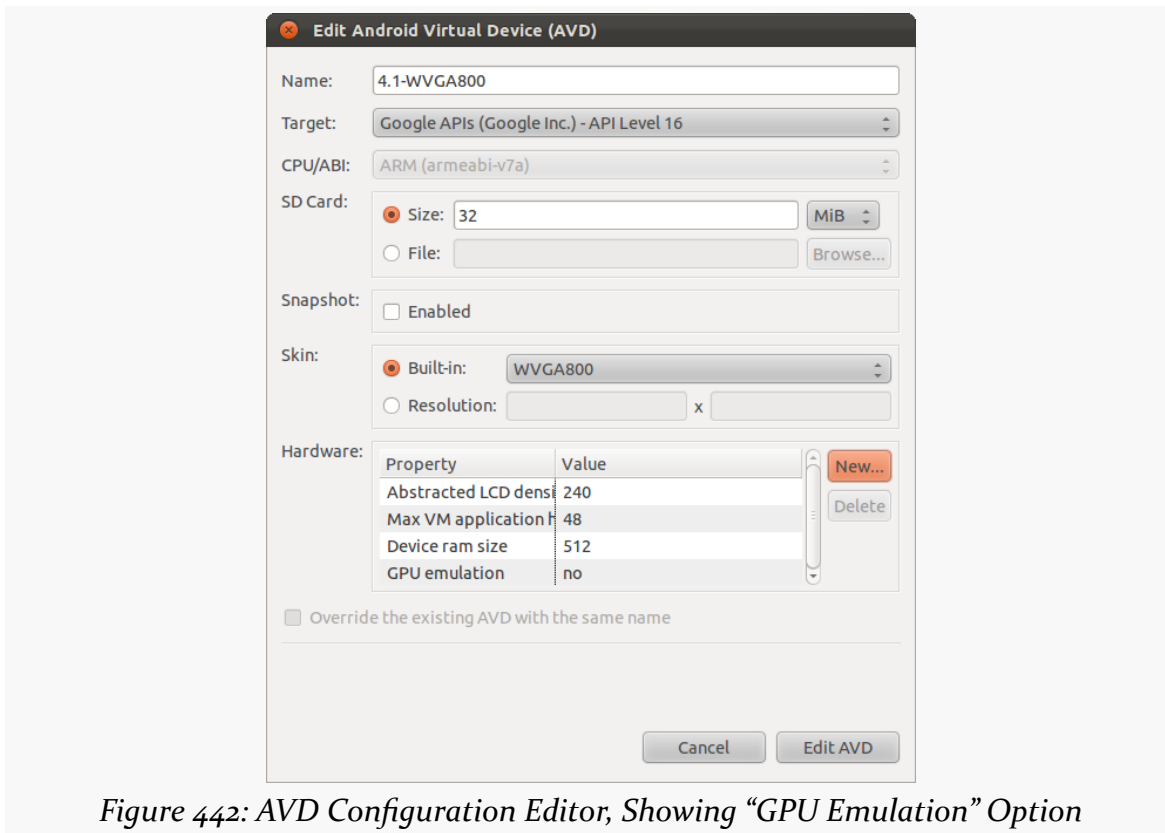 Edit Android Virtual Device (AVD)
Name: 4.1-WVGA800
Target: Google APIs (Google Inc.) - API Level 16
CPU/ABI: ARM (armeabi-v7a)
SD Card:
Size: 32 MiB
File: Browse...
Snapshot:
Enabled
Skin:
Built-in: WVGA800
Resolution: x
Hardware:
Property Value New...
Abstracted LCD densi 240
Delete
Max VM application h 48
Device ram size 512
GPU emulation no
Override the existing AVD with the same name
Cancel Edit AVD
Figure 442: AVD Configuration Editor, Showing “GPU Emulation” Option